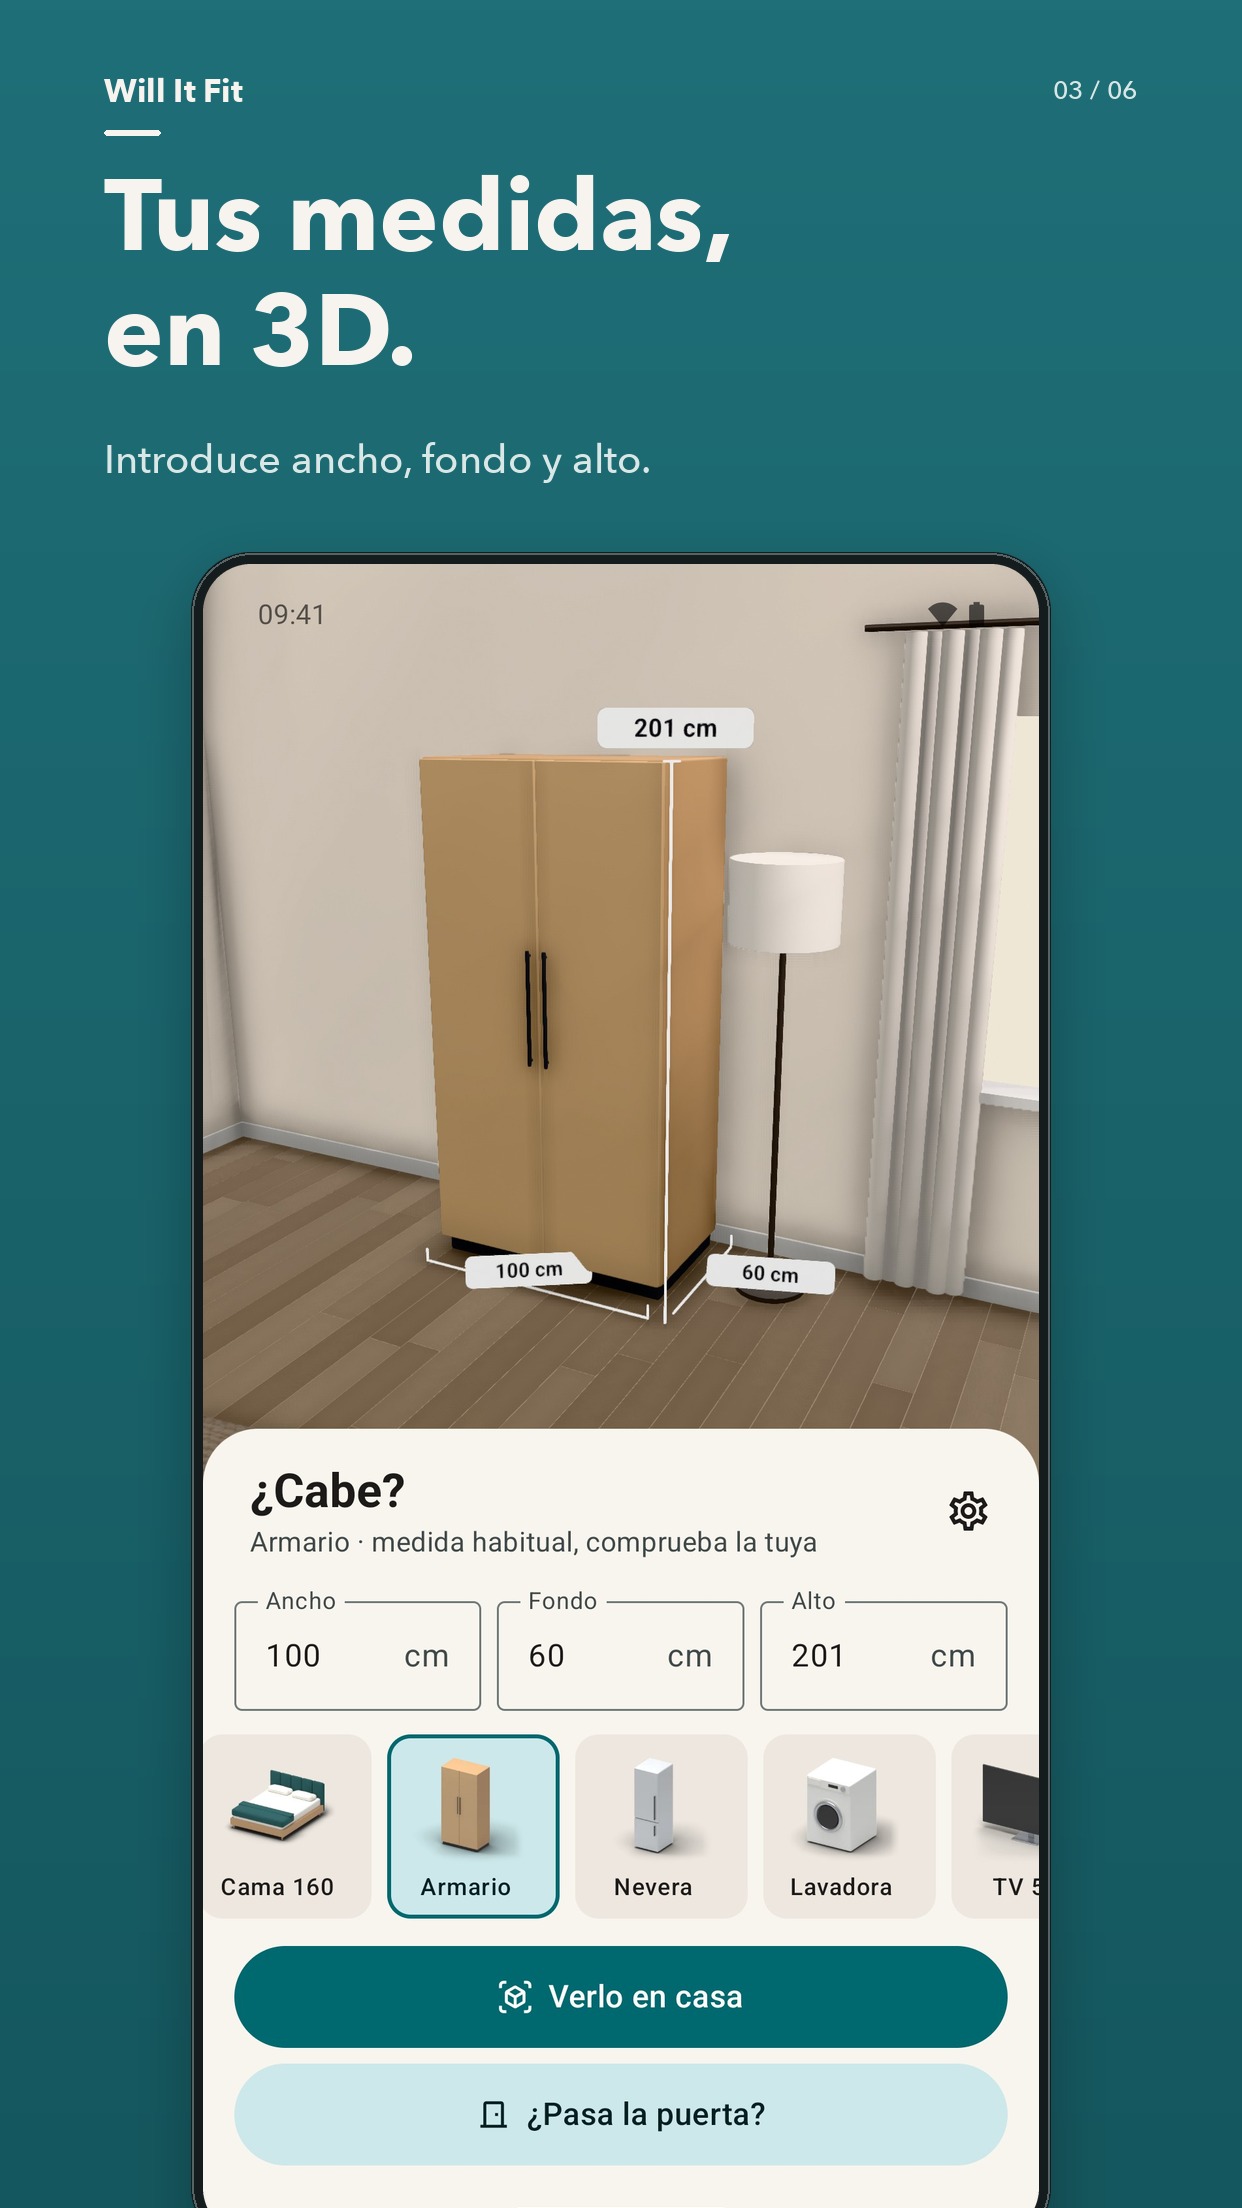 Will It Fit
03 / 06
Tus medidas,
en 3D.
Introduce ancho, fondo y alto.
09:41
201 cm
100 cm
60 cm
¿Cabe?
Armario · medida habitual, comprueba la tuya
Ancho
Fondo
Alto
100 cm
60 cm
201 cm
Cama 160
Armario
Nevera
Lavadora
TV 5
Verlo en casa
¿Pasa la puerta?